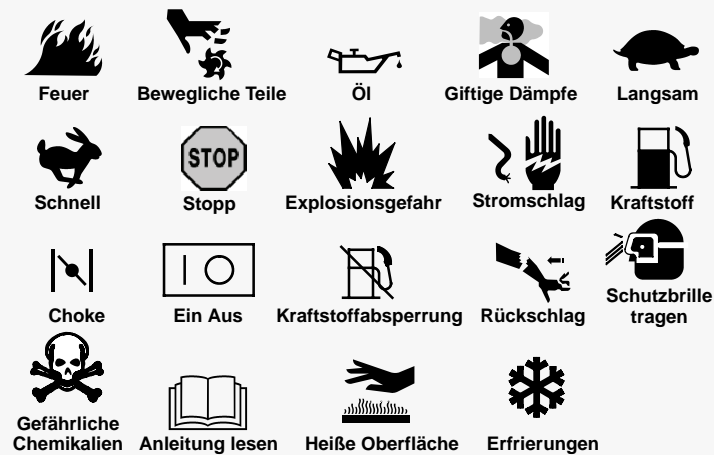 Feuer
Bewegliche Teile
Öl
Giftige Dämpfe
Langsam
STOP
Schnell
Stopp
Explosionsgefahr
Stromschlag
Kraftstoff
Choke
Ein Aus
Kraftstoffabsperrung
Rückschlag
Schutzbrille
tragen
Gefährliche
Chemikalien
Anleitung lesen
Heiße Oberfläche
Erfrierungen